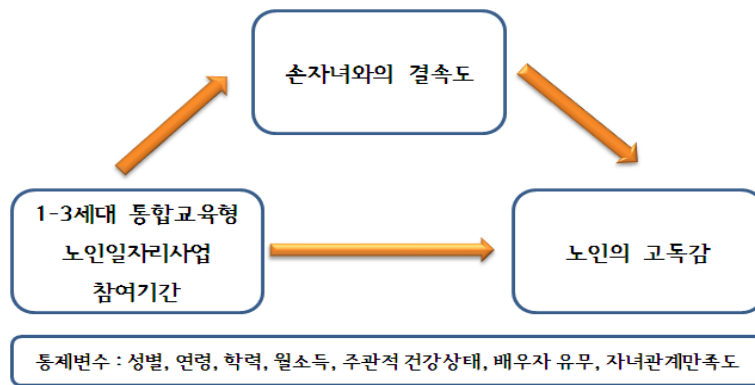 손자녀와의 결속도
1-3세대 통합교육형
노인일자리사업
참여기간
노인의 고독감
통제변수 : 성별, 연령, 학력, 월소득, 주관적 건강상태, 배우자 유무, 자녀관계만족도